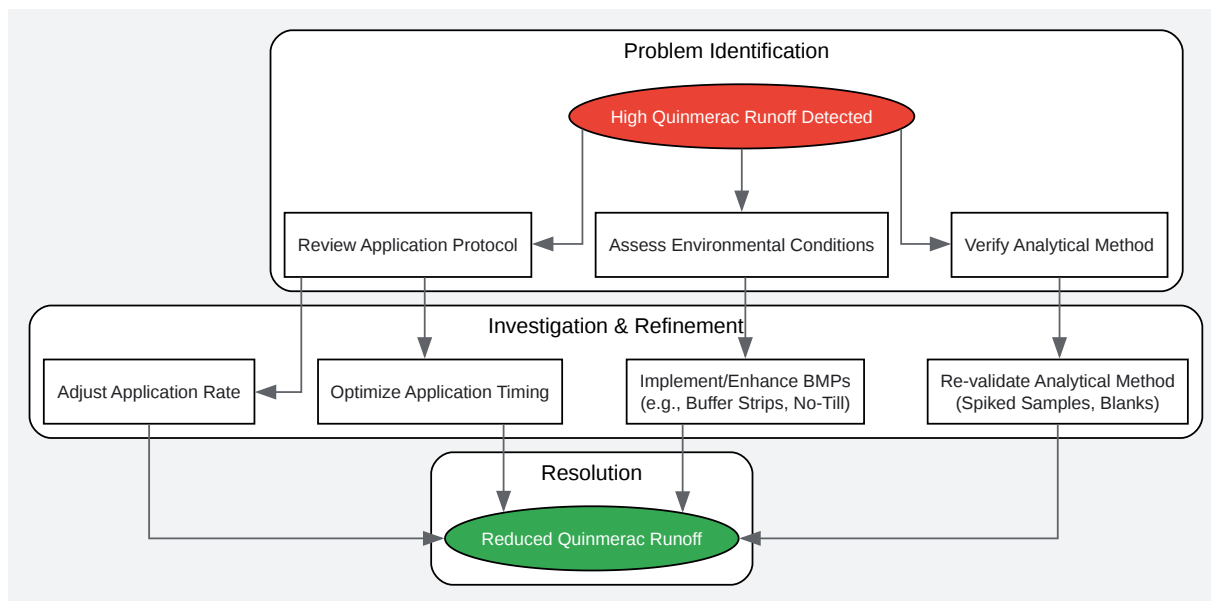 Problem Identification
High Quinmerac Runoff Detected
Review Application Protocol
Assess Environmental Conditions
Verify Analytical Method
Investigation & Refinement
Adjust Application Rate
Optimize Application Timing
Implement/Enhance BMPs
(e.g., Buffer Strips, No-Till)
Re-validate Analytical Method
(Spiked Samples, Blanks)
Resolution
Reduced Quinmerac Runoff